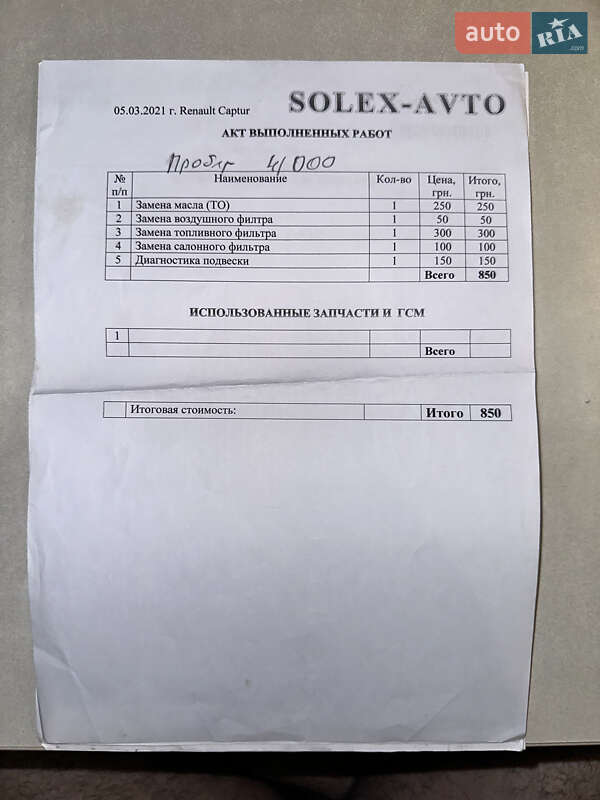 auto RIA .com
05.03.2021 г. Renault Captur SOLEX-AVTO
АКТ ВЫПОЛНЕННЫХ РАБОТ
Пробег 41000
№ п/п Наименование Кол-во Цена, грн. Итого, грн.
1 Замена масла (ТО) 1 250 250
2 Замена воздушного филтра 1 50 50
3 Замена топливного фильтра 1 300 300
4 Замена салонного фильтра 1 100 100
5 Диагностика подвески 1 150 150
Всего 850
ИСПОЛЬЗОВАННЫЕ ЗАПЧАСТИ И ГСМ
1
Всего
Итоговая стоимость: Итого 850